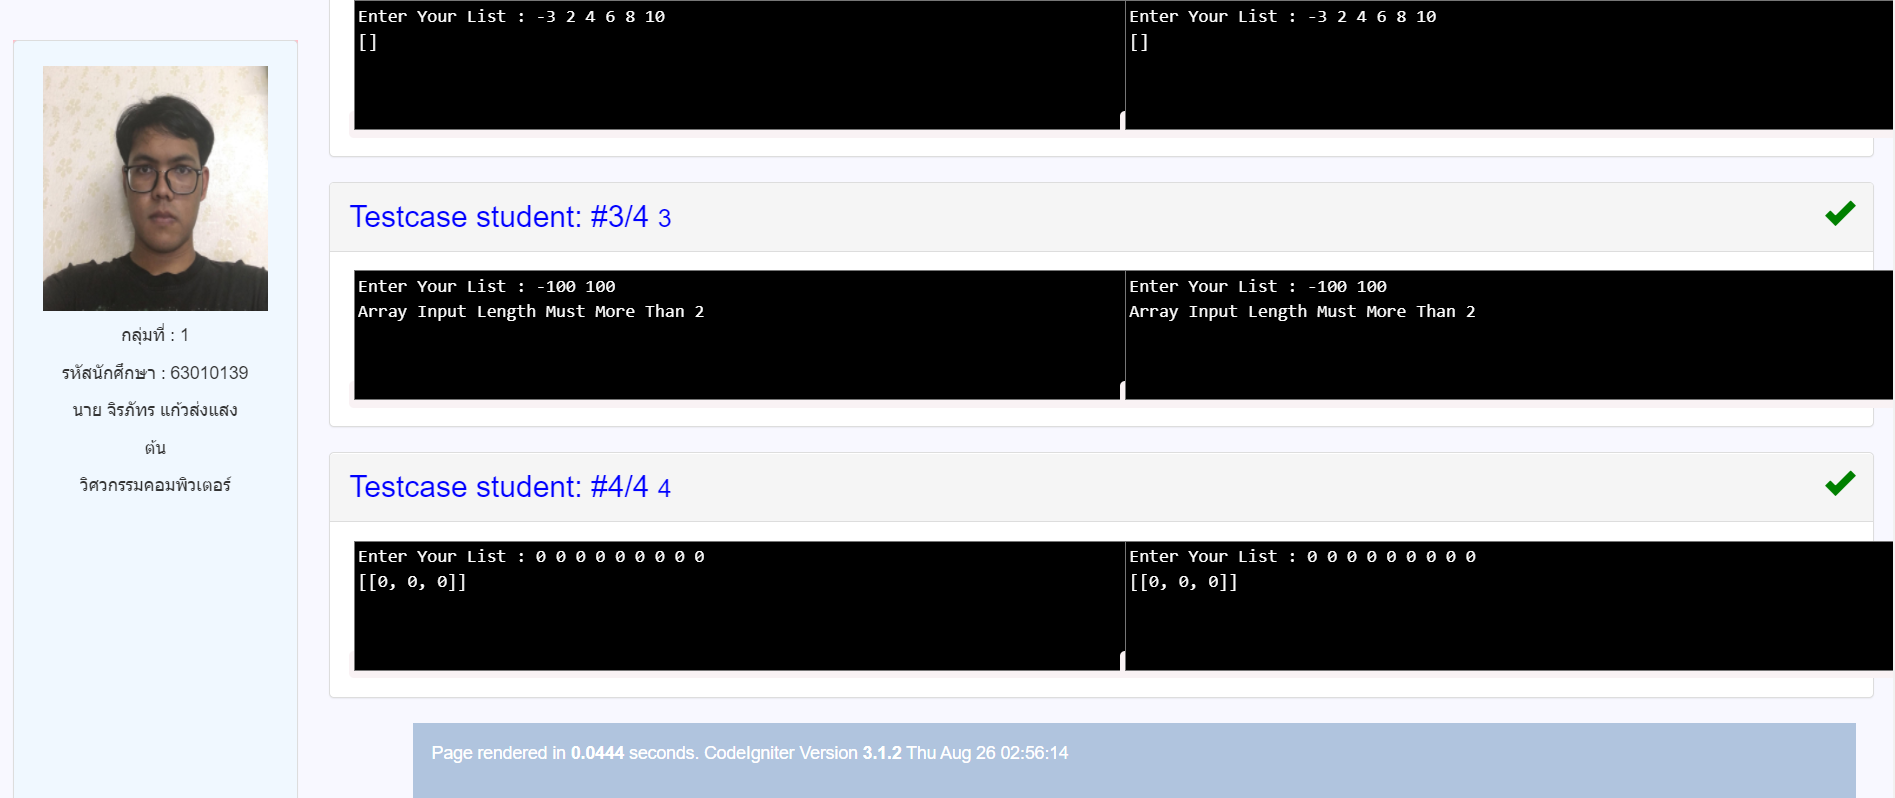 Enter Your List : -3 2 4 6 8 10
[]
Enter Your List : -3 2 4 6 8 10
[]
กลุ่มที่ : 1
รหัสนักศึกษา : 63010139
นาย จิรภัทร แก้วส่งแสง
ต้น
วิศวกรรมคอมพิวเตอร์
Testcase student: #3/4 3
Enter Your List : -100 100
Array Input Length Must More Than 2
Enter Your List : -100 100
Array Input Length Must More Than 2
Testcase student: #4/4 4
Enter Your List : 0 0 0 0 0 0 0 0 0
[[0, 0, 0]]
Enter Your List : 0 0 0 0 0 0 0 0 0
[[0, 0, 0]]
Page rendered in 0.0444 seconds. CodeIgniter Version 3.1.2 Thu Aug 26 02:56:14